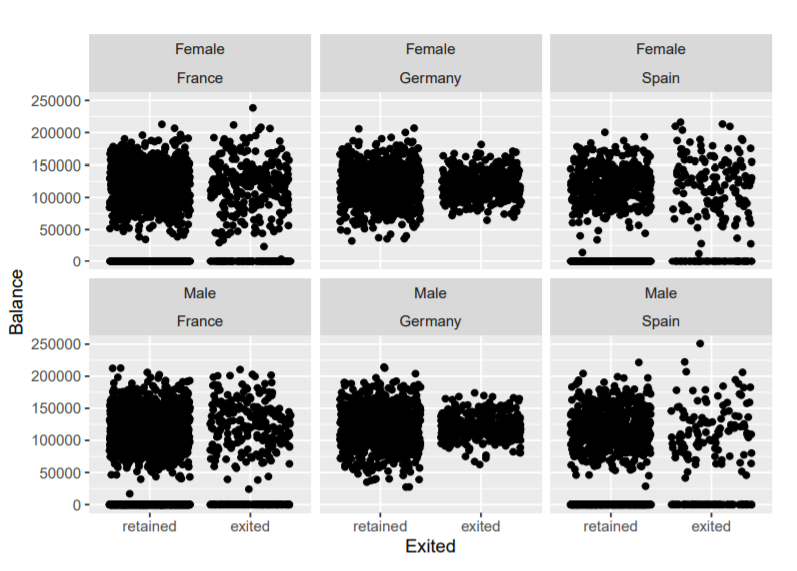 Female Female Female
France Germany Spain
250000
200000
150000
100000
50000
0
Balance
Male Male Male
France Germany Spain
250000
200000
150000
100000
50000
0
retained exited retained exited retained exited
Exited